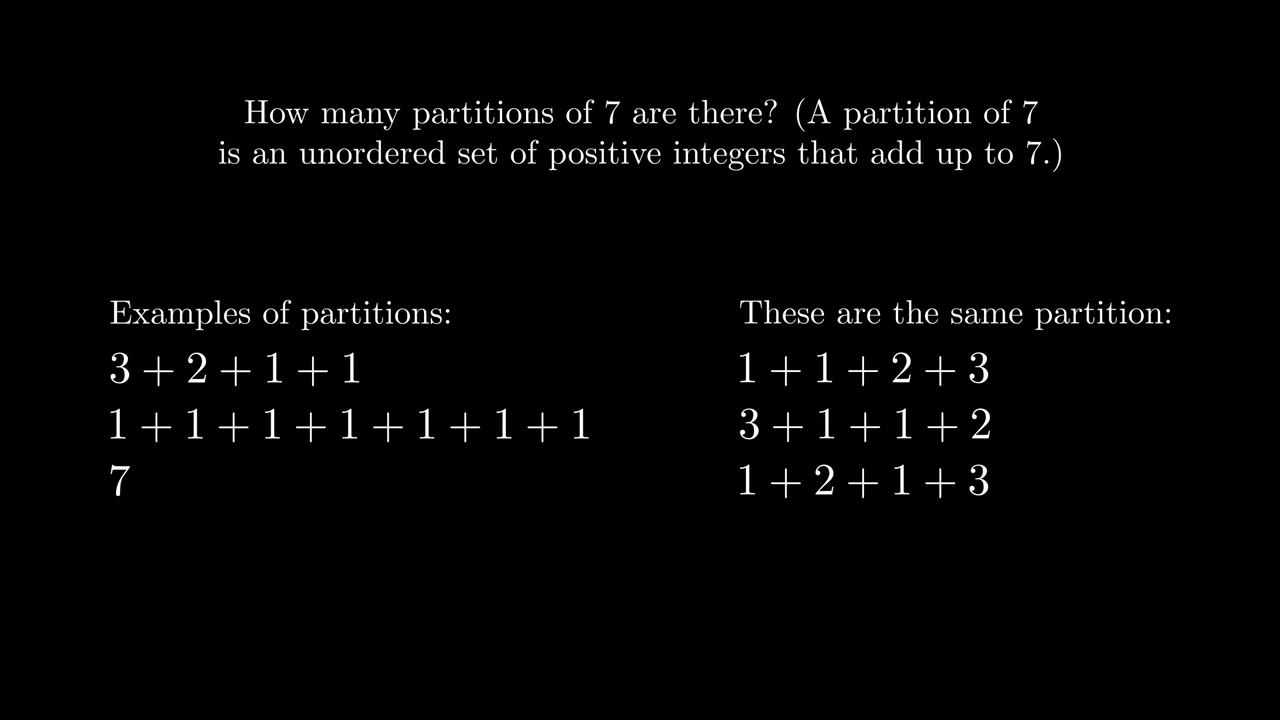 How many partitions of 7 are there? (A partition of 7
is an unordered set of positive integers that add up to 7.)
Examples of partitions:
3 + 2 + 1 + 1
1 + 1 + 1 + 1 + 1 + 1 + 1
7
These are the same partition:
1 + 1 + 2 + 3
3 + 1 + 1 + 2
1 + 2 + 1 + 3